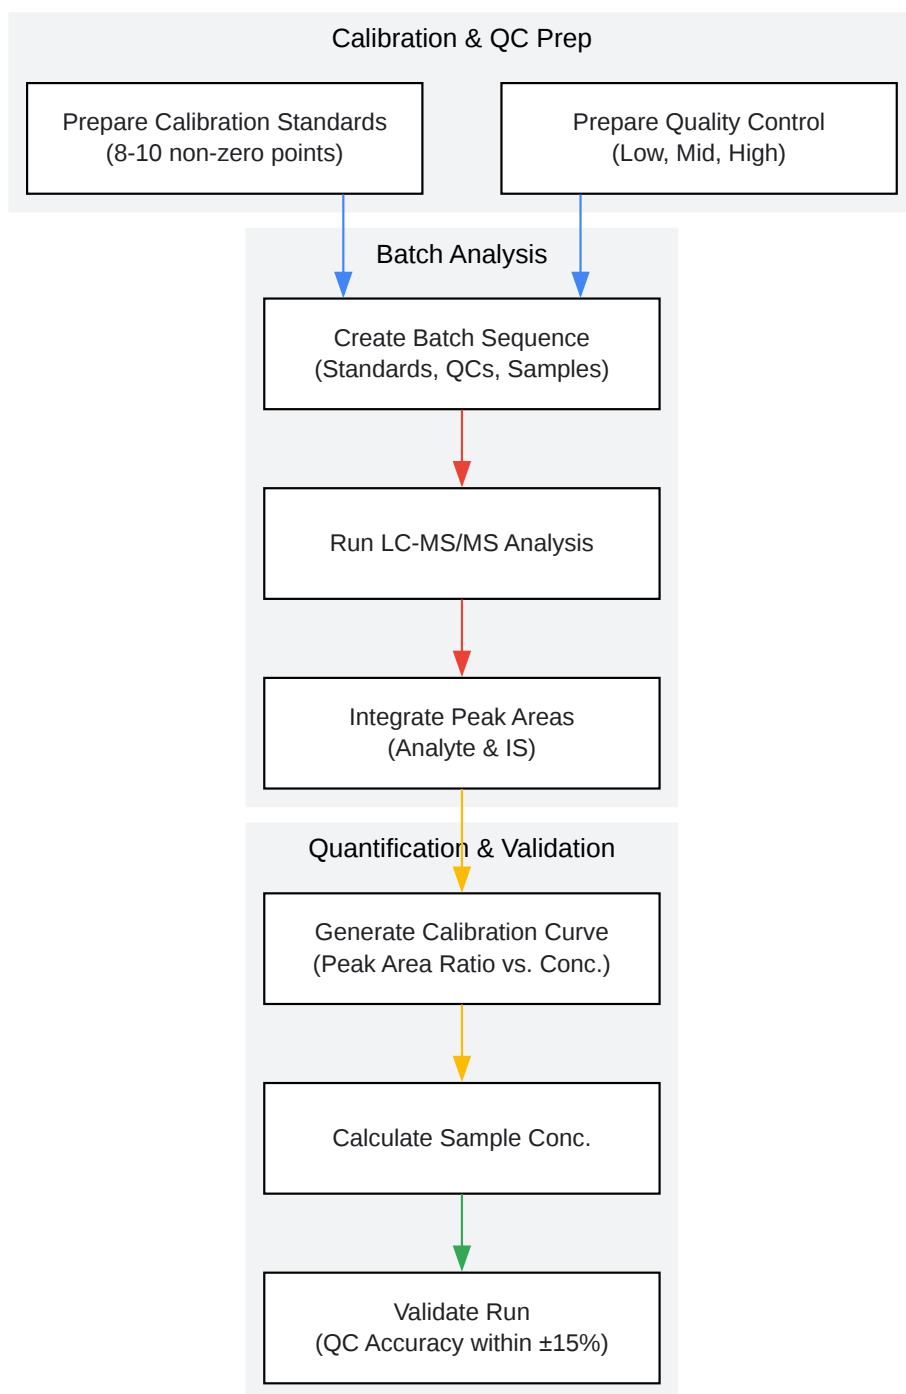 Calibration & QC Prep
Prepare Calibration Standards
(8-10 non-zero points)
Prepare Quality Control
(Low, Mid, High)
Batch Analysis
Create Batch Sequence
(Standards, QCs, Samples)
Run LC-MS/MS Analysis
Integrate Peak Areas
(Analyte & IS)
Quantification & Validation
Generate Calibration Curve
(Peak Area Ratio vs. Conc.)
Calculate Sample Conc.
Validate Run
(QC Accuracy within ±15%)